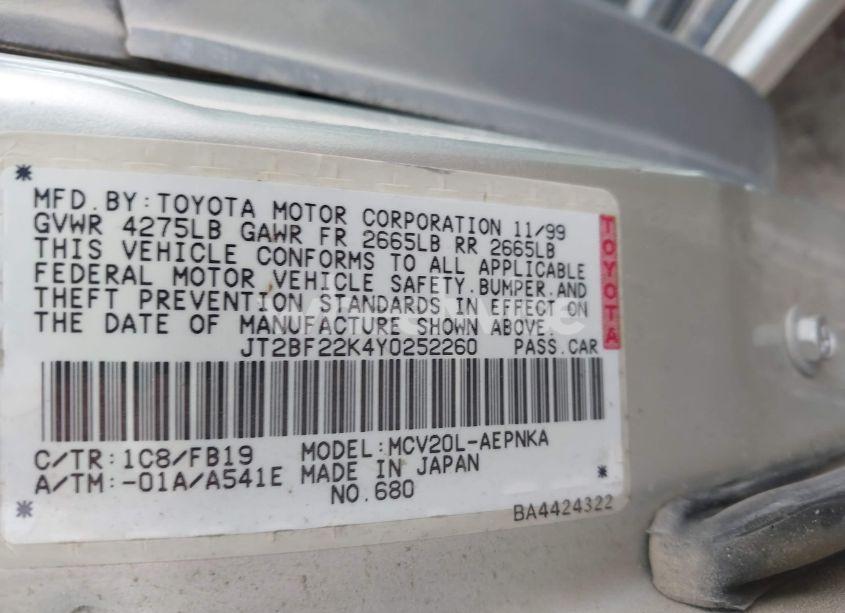 MFD.BY:TOYOTA MOTOR CORPORATION 11/99
GVWR 4275LB GAWR FR 2665LB RR 2665LB
THIS VEHICLE CONFORMS TO ALL APPLICABLE
FEDERAL MOTOR VEHICLE SAFETY.BUMPER.AND
THEFT PREVENTION STANDARDS IN EFFECT ON
THE DATE OF MANUFACTURE SHOWN ABOVE.
JT2BF22K4Y0252260 PASS.CAR
TOYOTA
C/TR:1C8/FB19 MODEL:MCV20L-AEPNKA
A/TM:-01A/A541E MADE IN JAPAN
NO.680
BA4424322